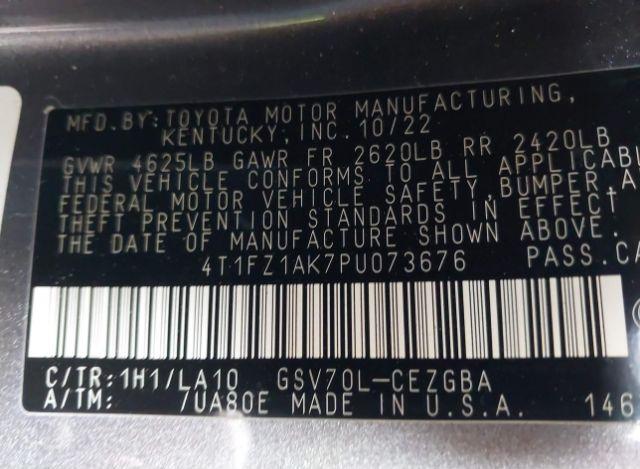 MFD.BY:TOYOTA MOTOR MANUFACTURING,
KENTUCKY,INC.10/22
GVWR 4625LB GAWR FR 2620LB RR 2420LB
THIS VEHICLE CONFORMS TO ALL APPLICABL
FEDERAL MOTOR VEHICLE SAFETY,BUMPER,A
THEFT PREVENTION STANDARDS IN EFFECT
THE DATE OF MANUFACTURE SHOWN ABOVE.
4T1FZ1AK7PU073676 PASS.CA
C/TR:1H1/LA10 GSV70L-CEZGBA
A/TM: 7UA80E MADE IN U.S.A. 146